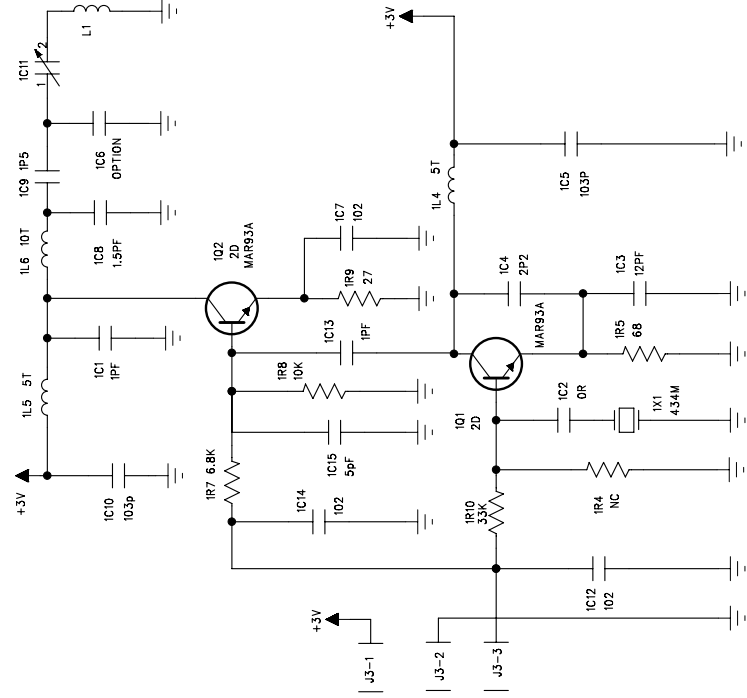 +3V
1L5 5T
1C10
103p
1C1
1PF
1L6 10T
1C8
1.5PF
1C9 1P5
1C6
OPTION
1C11
1
2
L1
1Q2
2D
MAR93A
1C7
102
1R9
27
1C13
1PF
1R8
10K
1C15
5pF
1R7 6.8K
1C14
102
+3V
1L4 5T
1C5
103P
1C4
2P2
1C3
12PF
MAR93A
1R5
68
1Q1
2D
1C2
0R
1X1
434M
1R4
NC
1R10
33K
1C12
102
+3V
J3-1
J3-2
J3-3